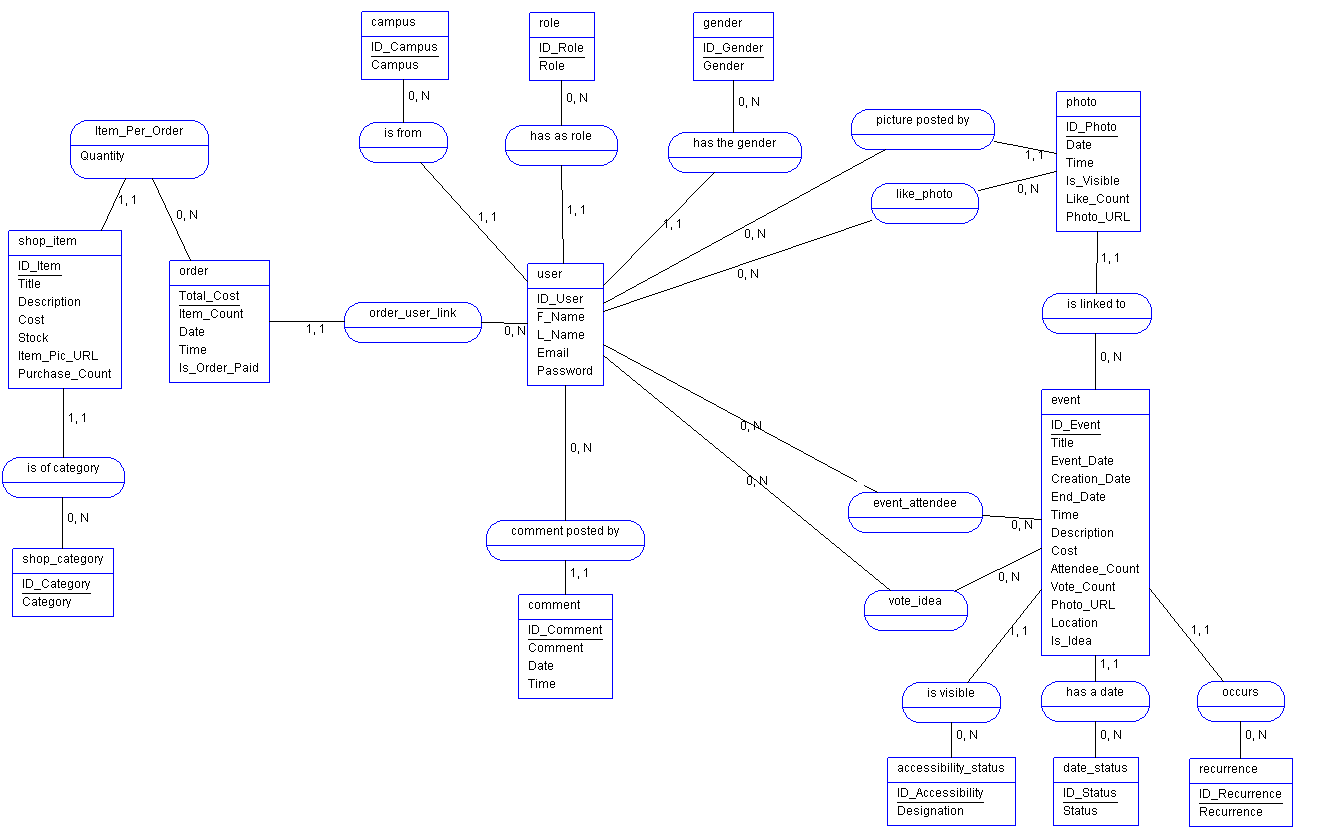 campus
ID_Campus
Campus
0, N
is from
1, 1
role
ID_Role
Role
0, N
has as role
1, 1
gender
ID_Gender
Gender
0, N
has the gender
1, 1
Item_Per_Order
Quantity
1, 1
0, N
shop_item
ID_Item
Title
Description
Cost
Stock
Item_Pic_URL
Purchase_Count
order
Total_Cost
Item_Count
Date
Time
Is_Order_Paid
1, 1
order_user_link
0, N
user
ID_User
F_Name
L_Name
Email
Password
picture posted by
1, 1
0, N
like_photo
0, N
0, N
photo
ID_Photo
Date
Time
Is_Visible
Like_Count
Photo_URL
1, 1
is linked to
0, N
1, 1
is of category
0, N
shop_category
ID_Category
Category
0, N
comment posted by
1, 1
comment
ID_Comment
Comment
Date
Time
0, N
event_attendee
0, N
0, N
vote_idea
0, N
event
ID_Event
Title
Event_Date
Creation_Date
End_Date
Time
Description
Cost
Attendee_Count
Vote_Count
Photo_URL
Location
Is_Idea
1, 1
is visible
0, N
accessibility_status
ID_Accessibility
Designation
1, 1
has a date
0, N
date_status
ID_Status
Status
1, 1
occurs
0, N
recurrence
ID_Recurrence
Recurrence